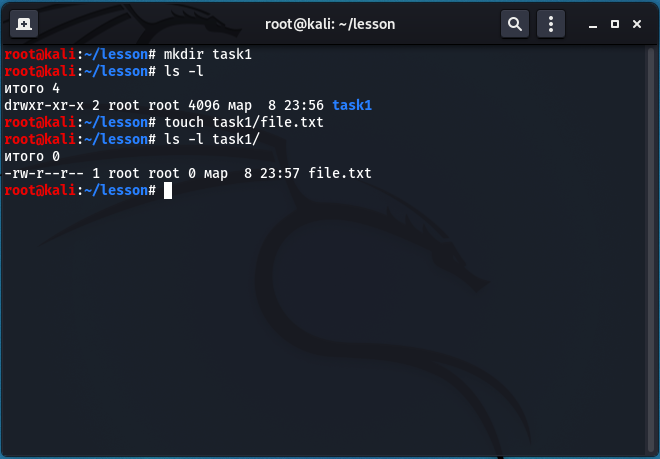 root@kali: ~/lesson
root@kali:~/lesson# mkdir task1
root@kali:~/lesson# ls -l
итого 4
drwxr-xr-x 2 root root 4096 мар  8 23:56 task1
root@kali:~/lesson# touch task1/file.txt
root@kali:~/lesson# ls -l task1/
итого 0
-rw-r--r-- 1 root root 0 мар  8 23:57 file.txt
root@kali:~/lesson#